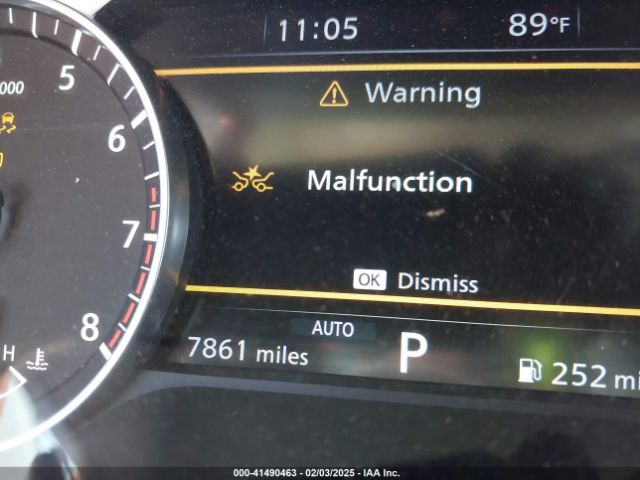 11:05 89°F
000
5
Warning
6
Malfunction
7
OK Dismiss
8
AUTO
H
7861 miles P 252 mi
000-41490463 - 02/03/2025 - IAA Inc.